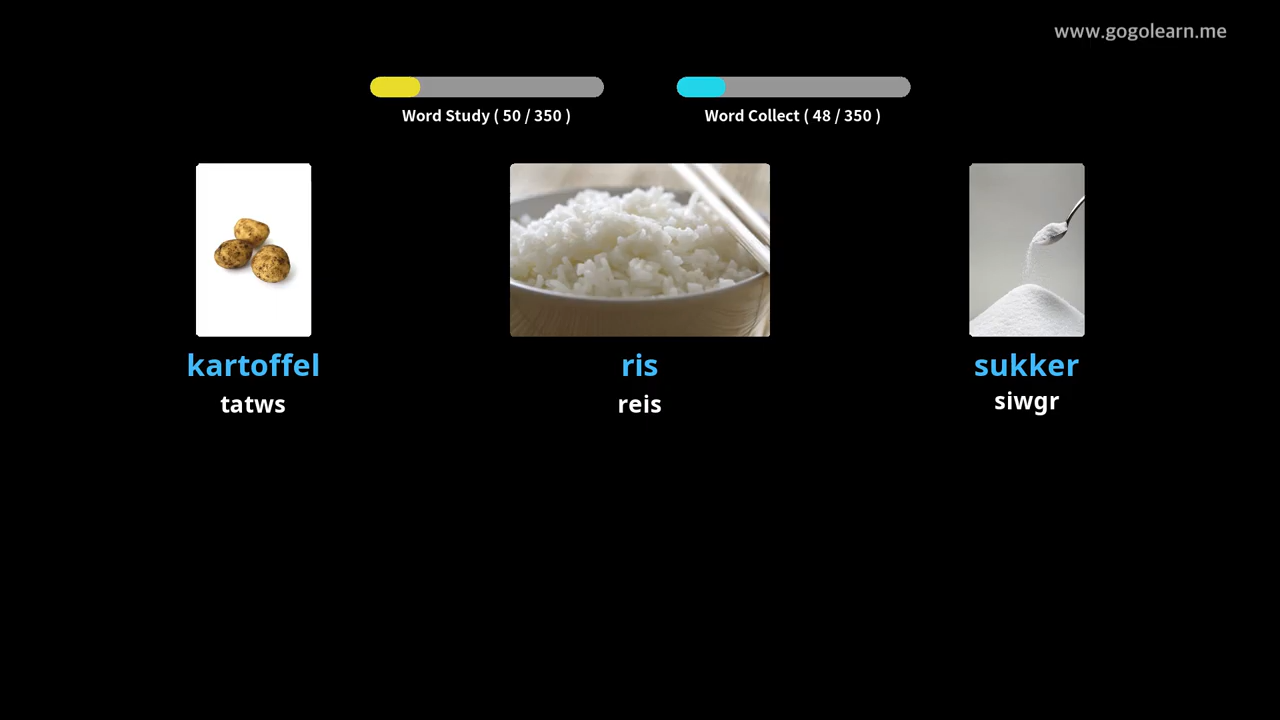 www.gogolearn.me
Word Study ( 50 / 350 )
Word Collect ( 48 / 350 )
kartoffel
tatws
ris
reis
sukker
siwgr